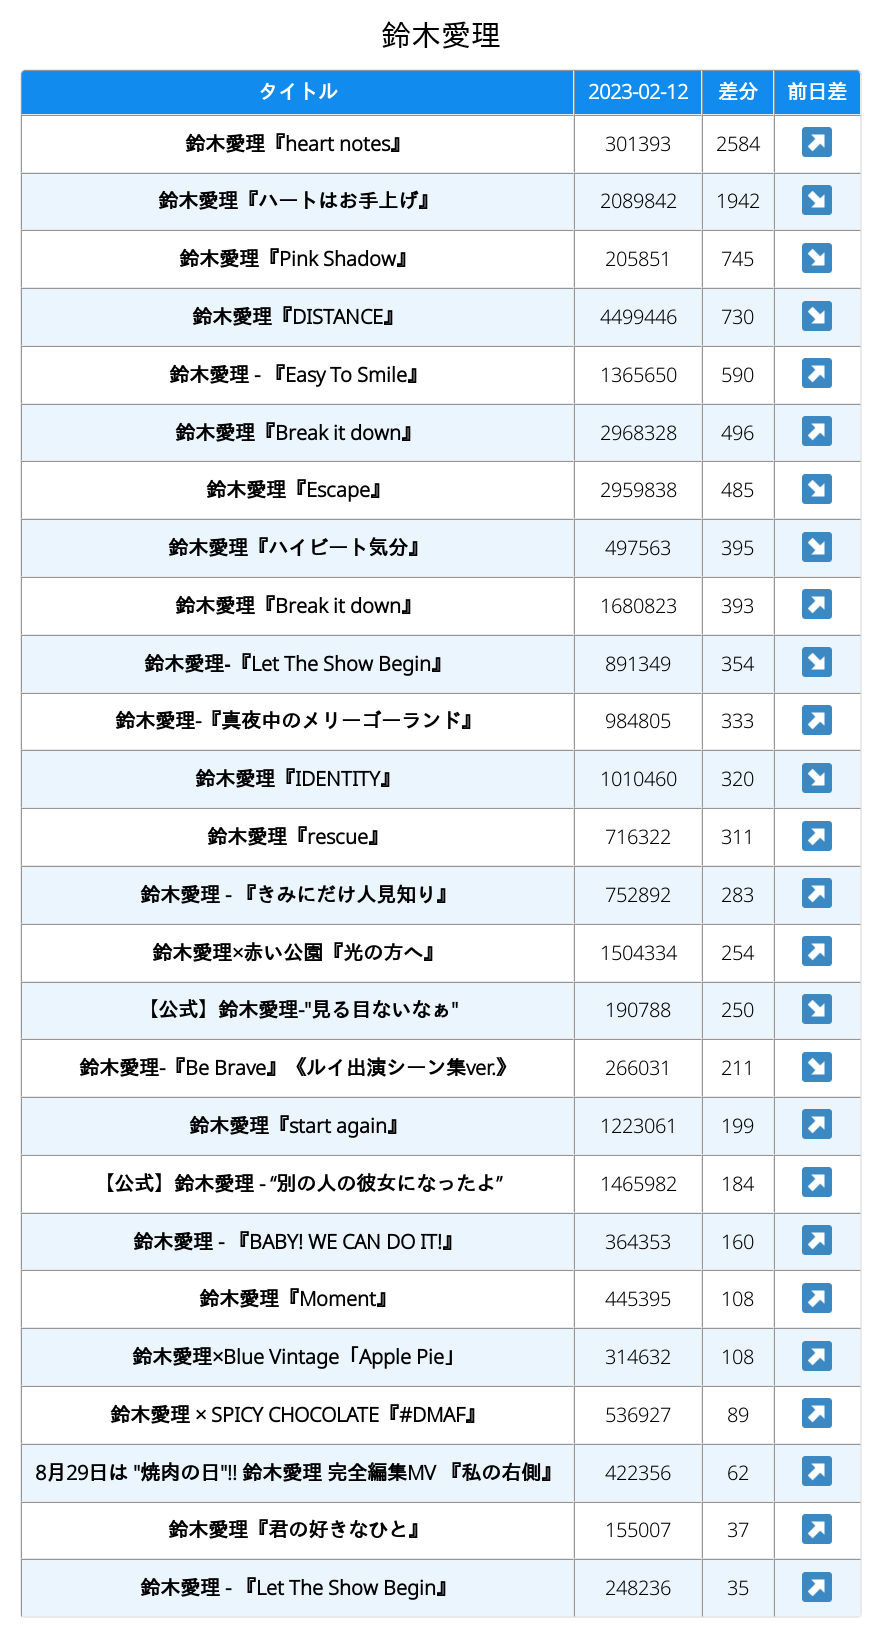 鈴木愛理
タイトル 2023-02-12 差分 前日差
鈴木愛理『heart notes』 301393 2584 ↗
鈴木愛理『ハートはお手上げ』 2089842 1942 ↘
鈴木愛理『Pink Shadow』 205851 745 ↘
鈴木愛理『DISTANCE』 4499446 730 ↘
鈴木愛理 - 『Easy To Smile』 1365650 590 ↗
鈴木愛理『Break it down』 2968328 496 ↗
鈴木愛理『Escape』 2959838 485 ↘
鈴木愛理『ハイビート気分』 497563 395 ↘
鈴木愛理『Break it down』 1680823 393 ↗
鈴木愛理-『Let The Show Begin』 891349 354 ↘
鈴木愛理-『真夜中のメリーゴーランド』 984805 333 ↗
鈴木愛理『IDENTITY』 1010460 320 ↘
鈴木愛理『rescue』 716322 311 ↗
鈴木愛理 - 『きみにだけ人見知り』 752892 283 ↗
鈴木愛理×赤い公園『光の方へ』 1504334 254 ↗
【公式】鈴木愛理-"見る目ないなぁ" 190788 250 ↘
鈴木愛理-『Be Brave』《ルイ出演シーン集ver.》 266031 211 ↘
鈴木愛理『start again』 1223061 199 ↗
【公式】鈴木愛理 - “別の人の彼女になったよ” 1465982 184 ↗
鈴木愛理 - 『BABY! WE CAN DO IT!』 364353 160 ↗
鈴木愛理『Moment』 445395 108 ↗
鈴木愛理×Blue Vintage「Apple Pie」 314632 108 ↗
鈴木愛理 × SPICY CHOCOLATE『#DMAF』 536927 89 ↗
8月29日は "焼肉の日"!! 鈴木愛理 完全編集MV 『私の右側』 422356 62 ↗
鈴木愛理『君の好きなひと』 155007 37 ↗
鈴木愛理 - 『Let The Show Begin』 248236 35 ↗